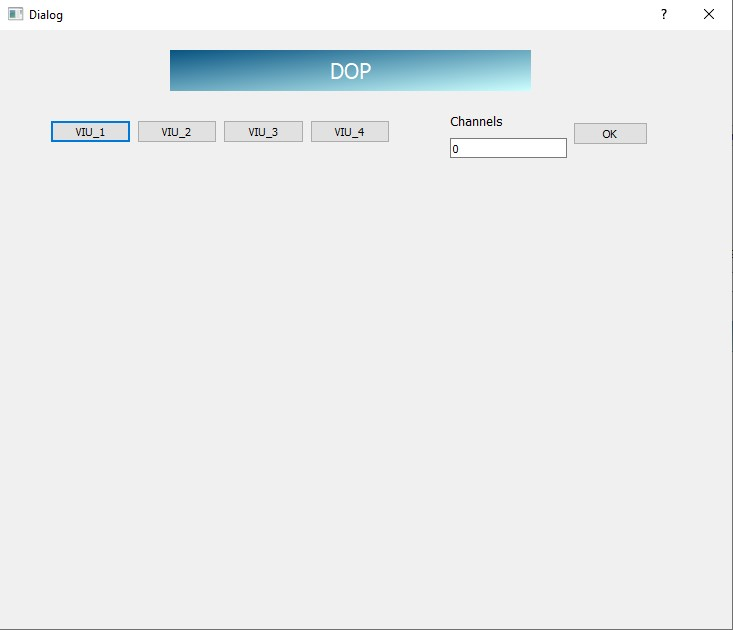 Dialog ?
DOP
VIU_1 VIU_2 VIU_3 VIU_4 Channels OK
0